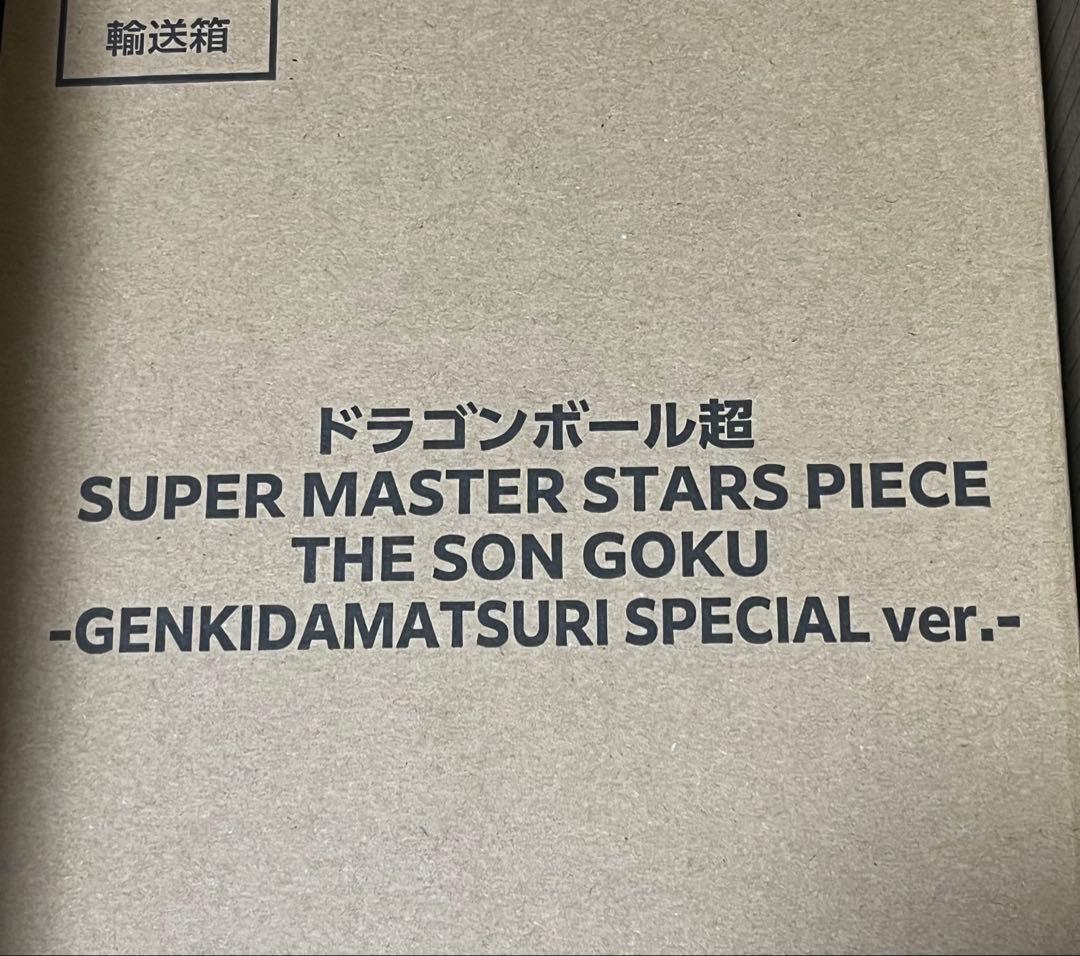 輸送箱
ドラゴンボール超
SUPER MASTER STARS PIECE
THE SON GOKU
-GENKIDAMATSURI SPECIAL ver.-